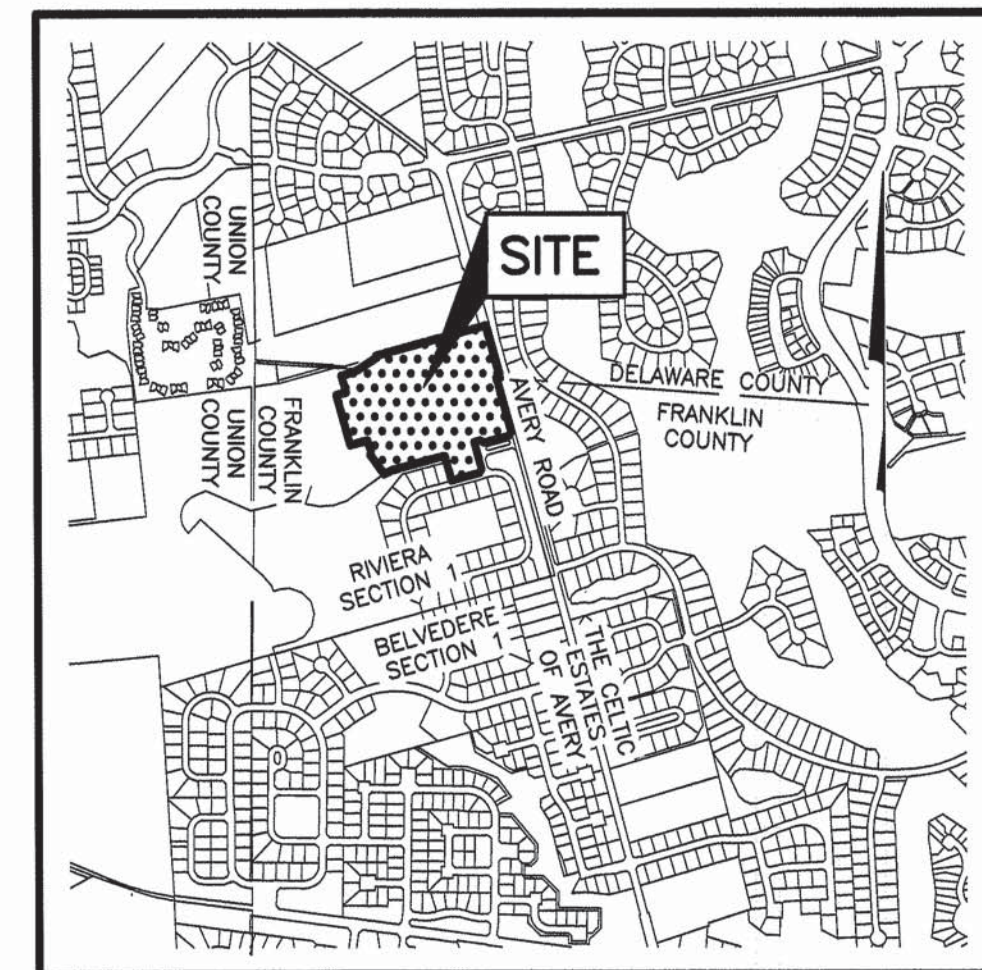 UNION
COUNTY
SITE
DELAWARE COUNTY
FRANKLIN
COUNTY
UNION
COUNTY
FRANKLIN
COUNTY
AVERY ROAD
RIVIERA
SECTION 1
BELVEDERE
SECTION 1
THE CELTIC
ESTATES
OF AVERY